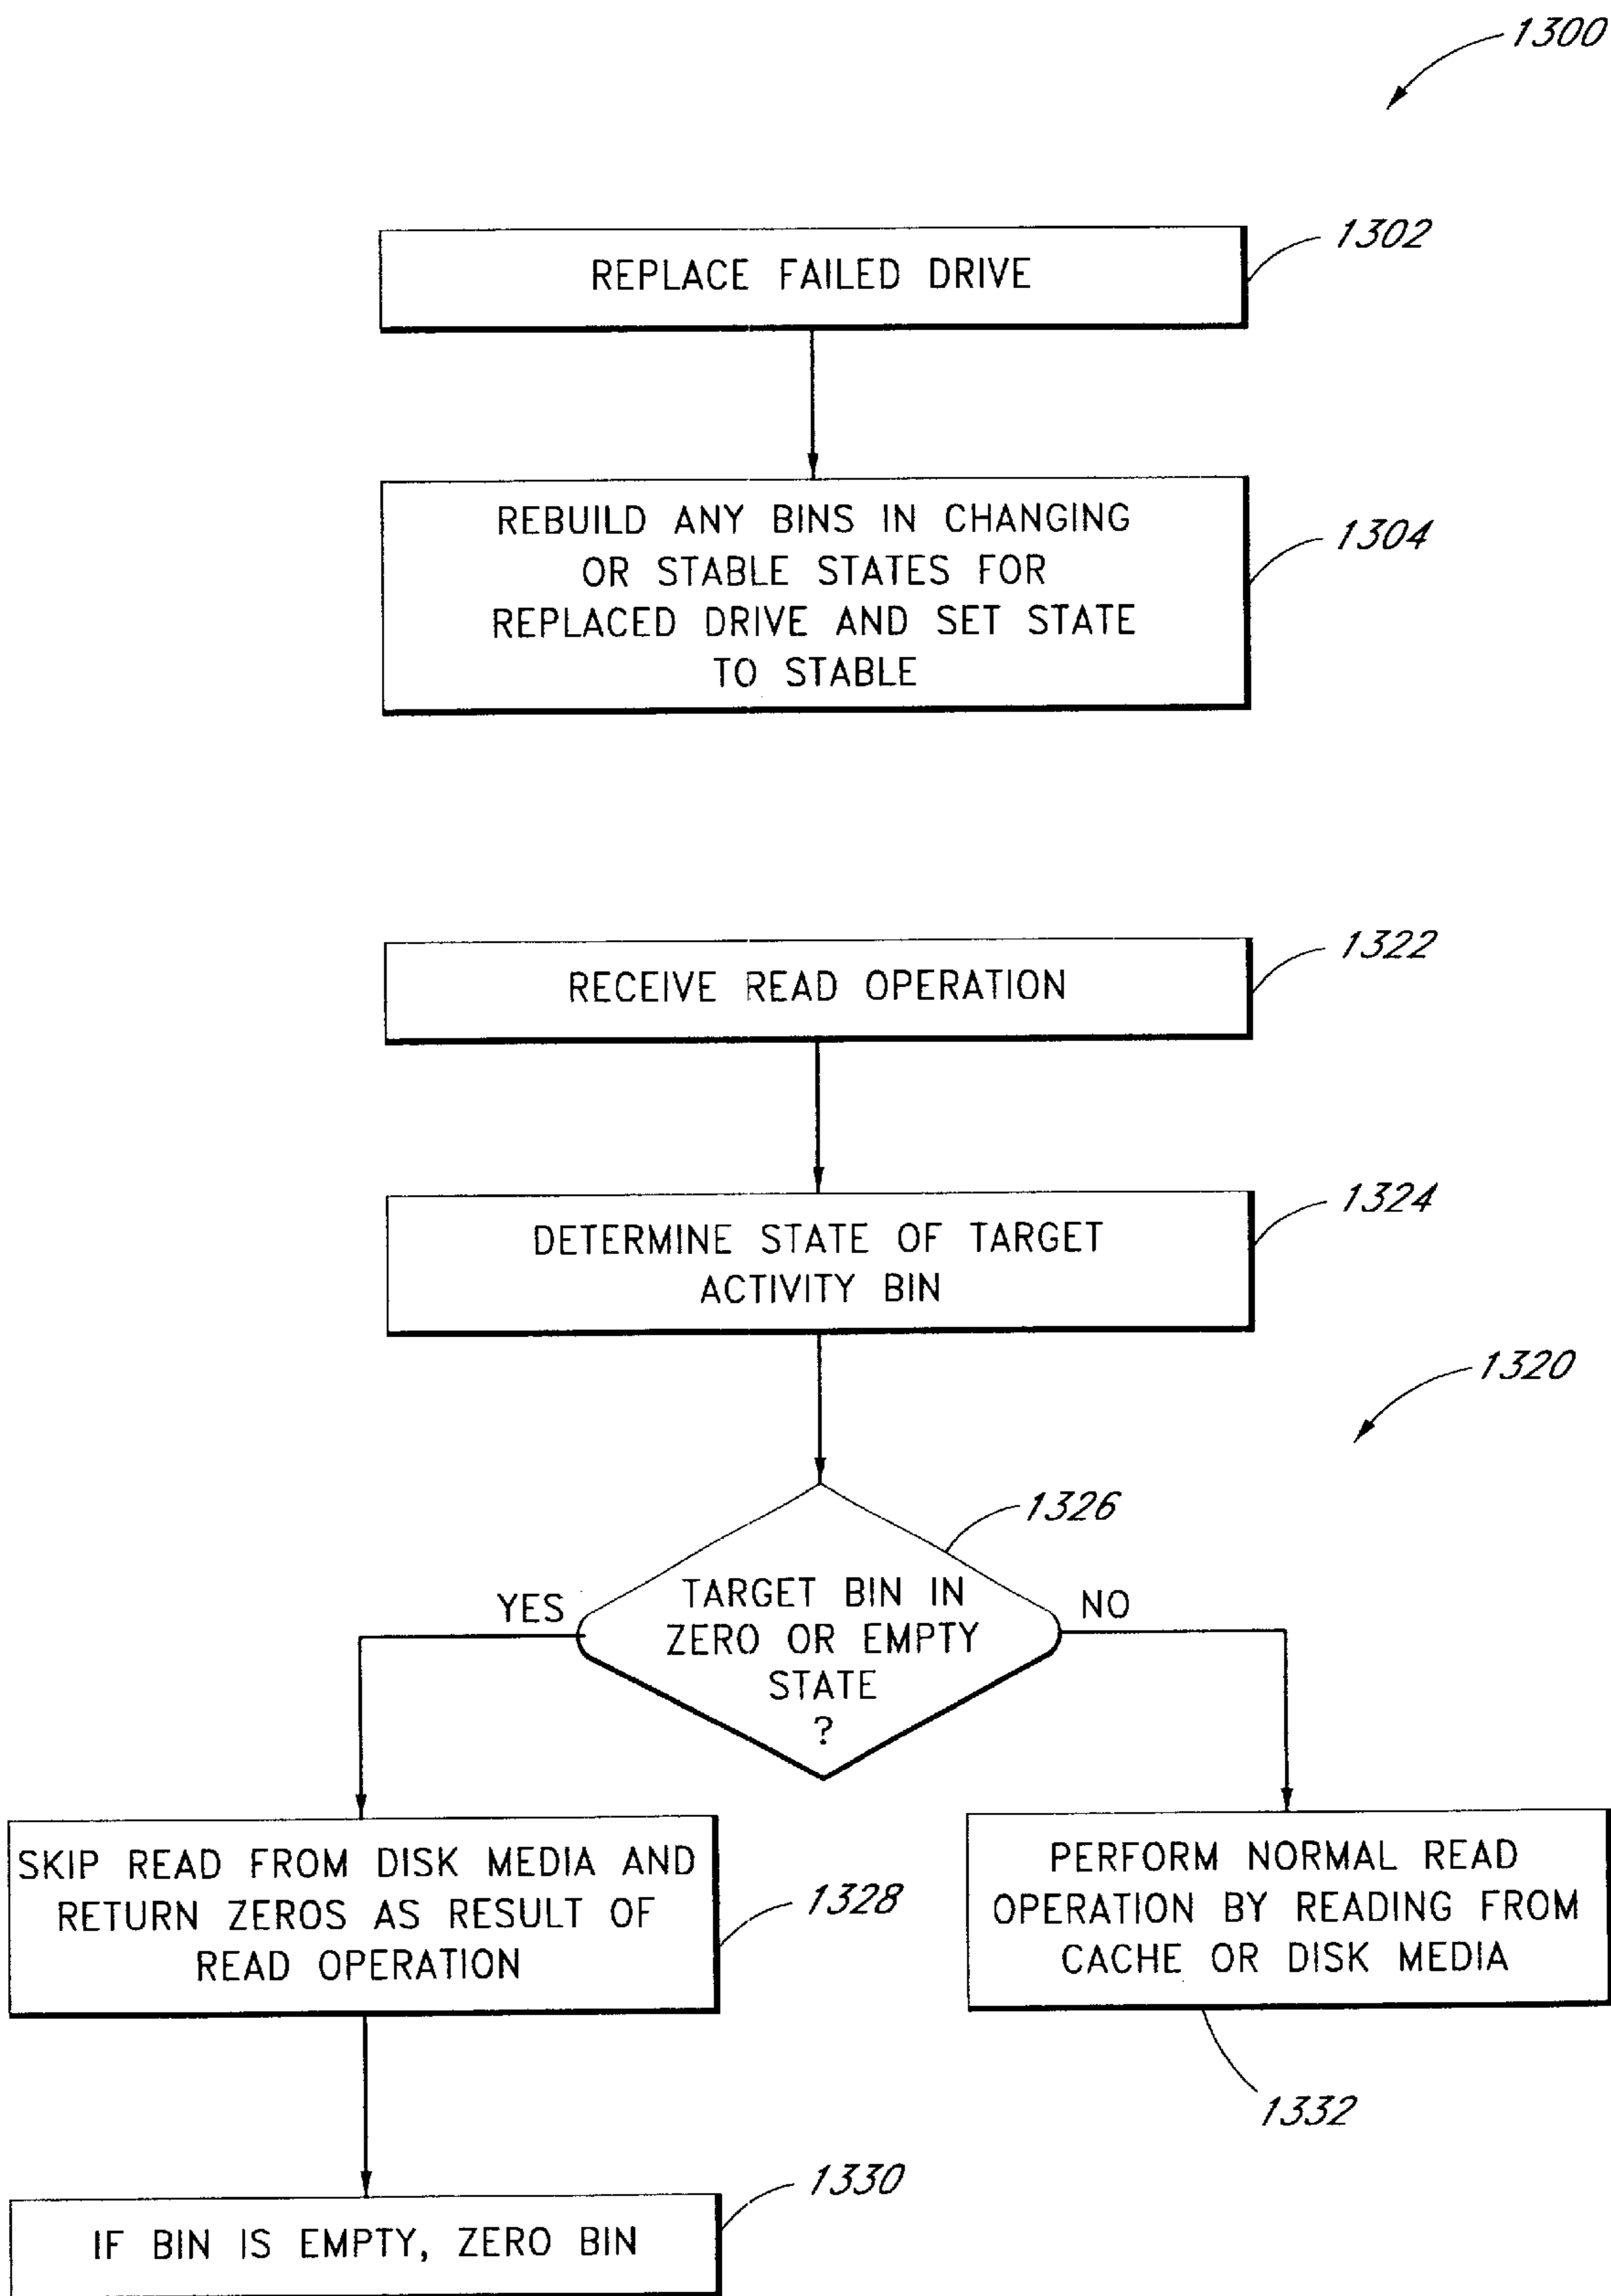 1300
1302
REPLACE FAILED DRIVE
REBUILD ANY BINS IN CHANGING
OR STABLE STATES FOR
REPLACED DRIVE AND SET STATE
TO STABLE
1304
1322
RECEIVE READ OPERATION
1324
DETERMINE STATE OF TARGET
ACTIVITY BIN
1320
1326
YES
TARGET BIN IN
ZERO OR EMPTY
STATE
?
NO
SKIP READ FROM DISK MEDIA AND
RETURN ZEROS AS RESULT OF
READ OPERATION
1328
PERFORM NORMAL READ
OPERATION BY READING FROM
CACHE OR DISK MEDIA
1332
1330
IF BIN IS EMPTY, ZERO BIN